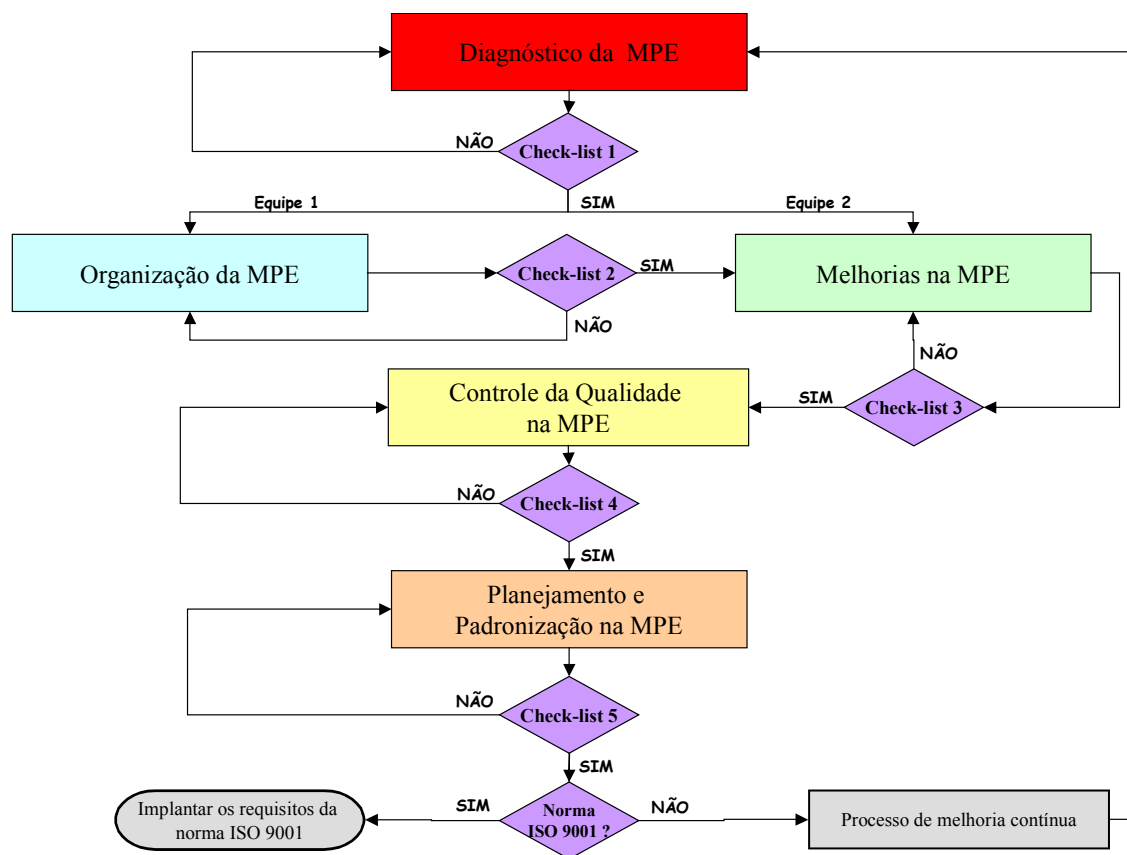 Diagnóstico da MPE
NÃO
Check-list 1
Equipe 1
SIM
Equipe 2
Organização da MPE
Check-list 2
SIM
Melhorias na MPE
NÃO
NÃO
Controle da Qualidade
na MPE
SIM
Check-list 3
NÃO
Check-list 4
SIM
Planejamento e
Padronização na MPE
NÃO
Check-list 5
SIM
Implantar os requisitos da
norma ISO 9001
SIM
Norma
ISO 9001 ?
NÃO
Processo de melhoria contínua